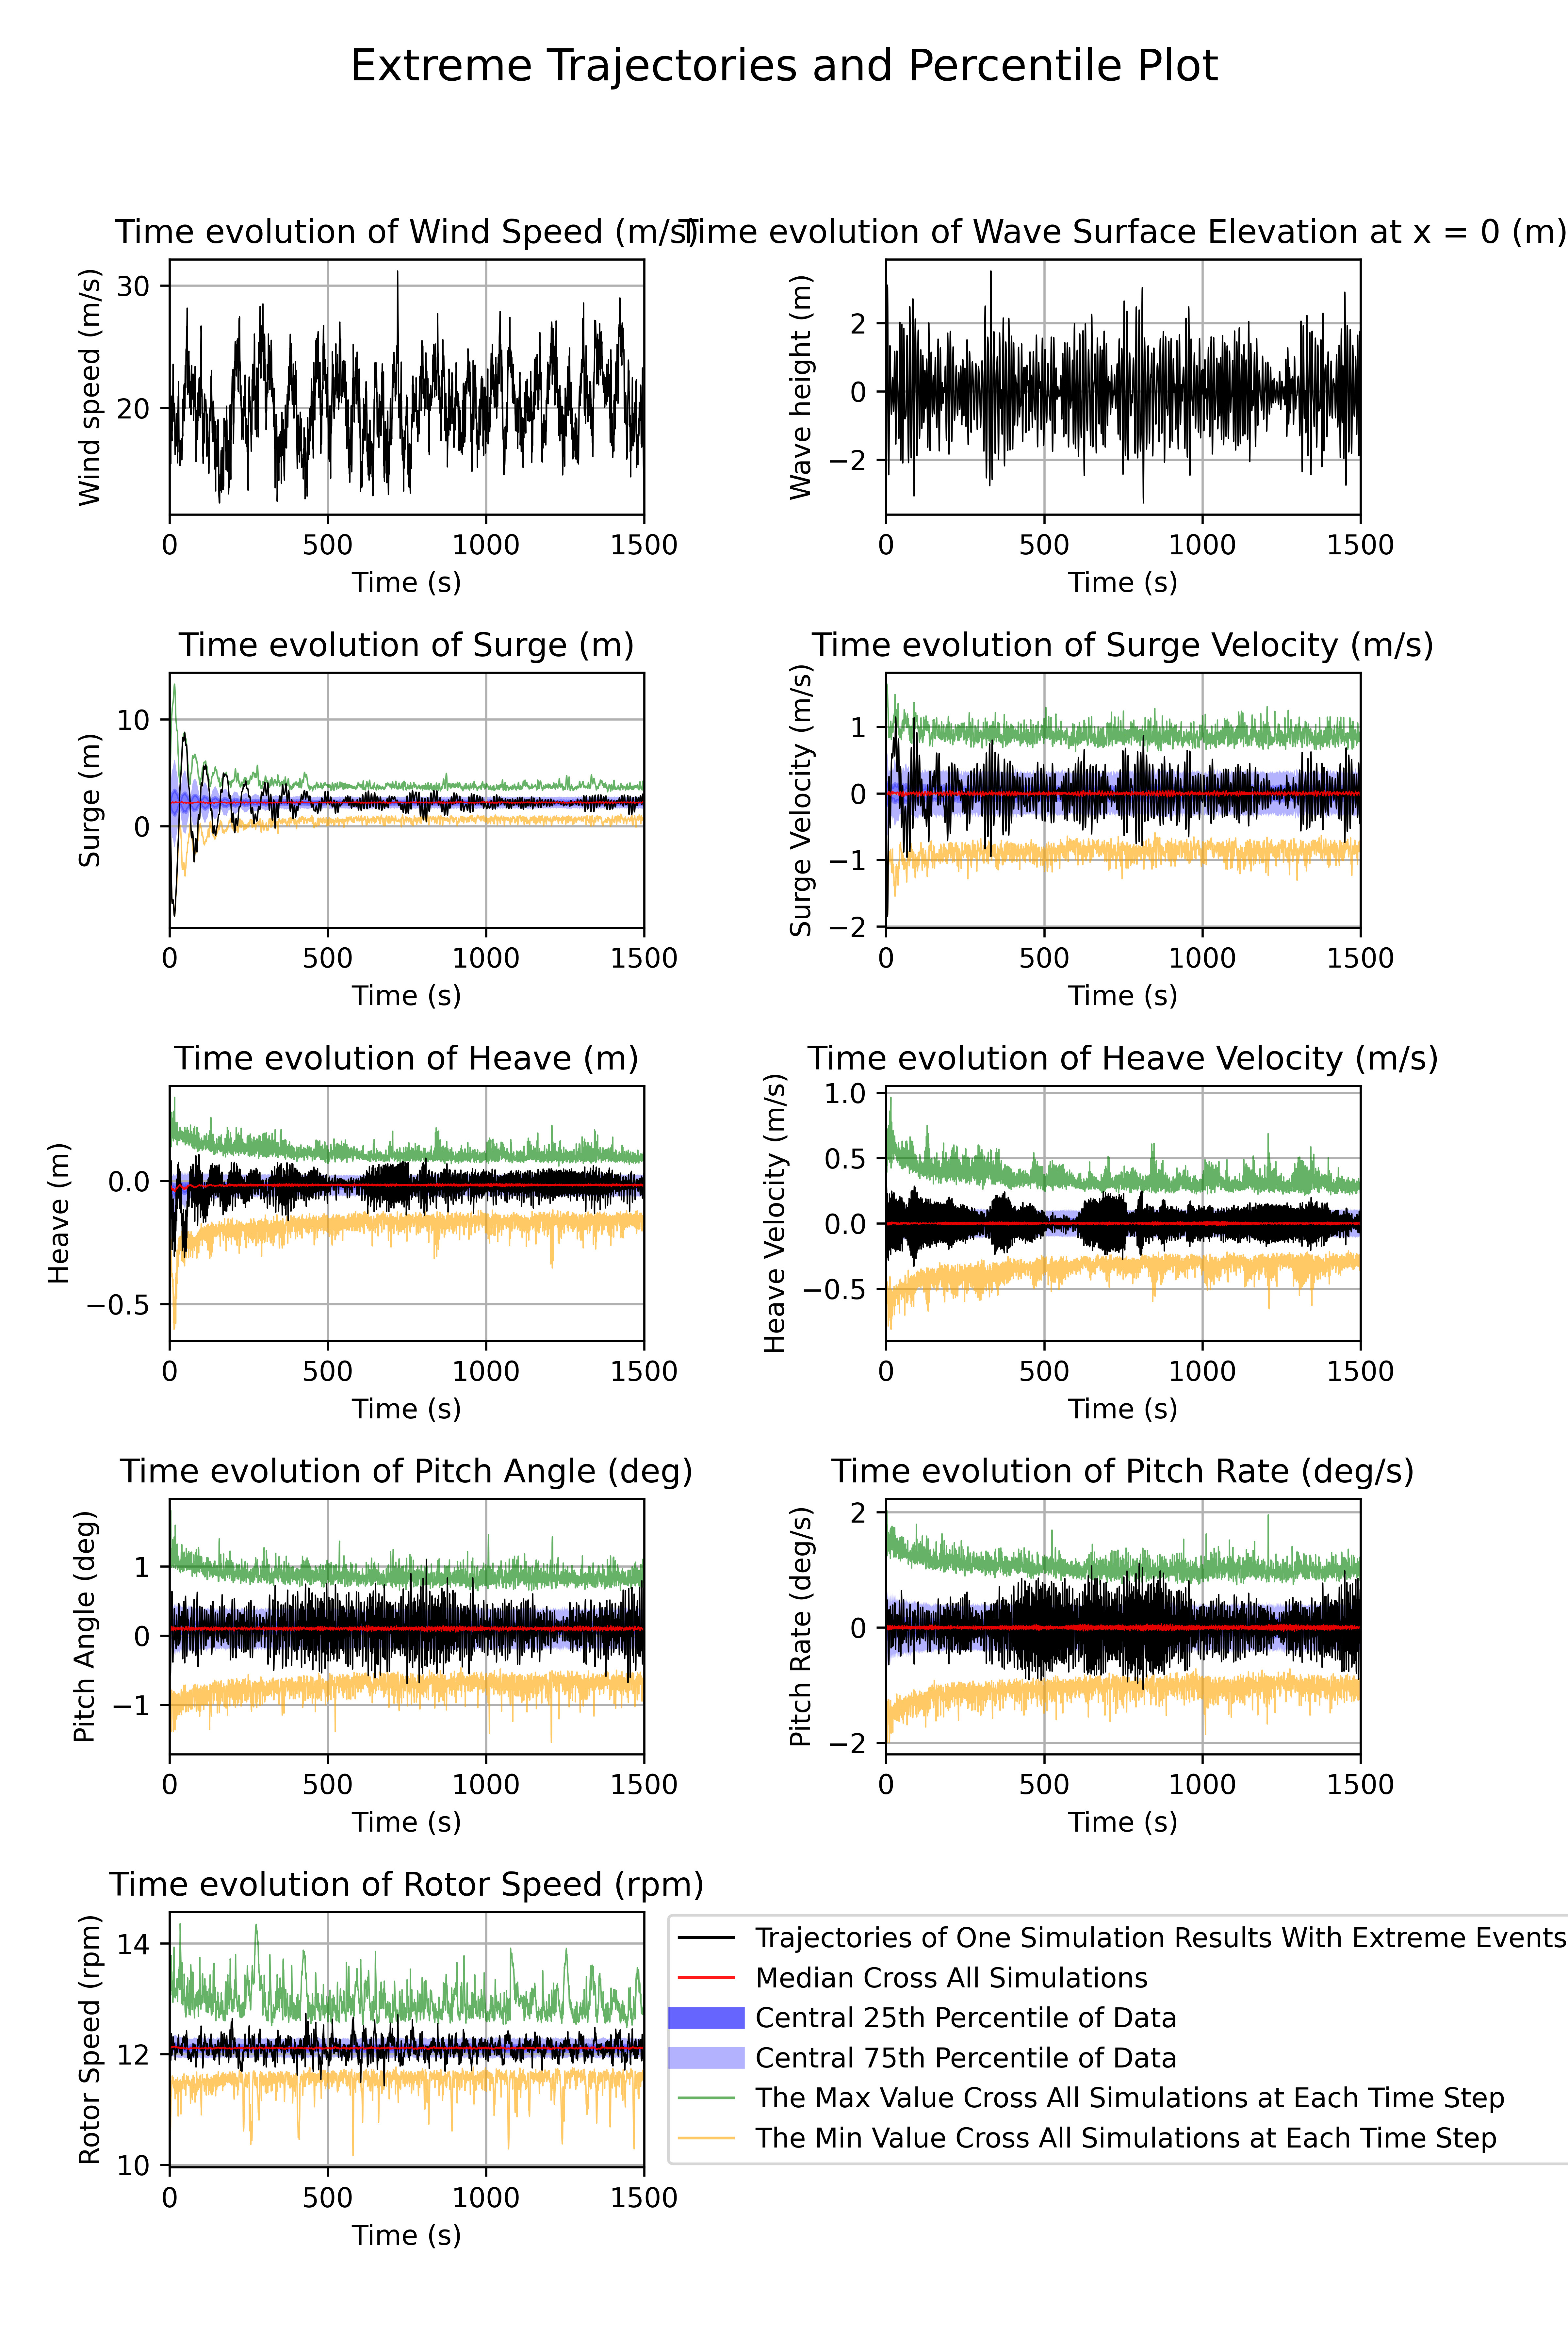 Extreme Trajectories and Percentile Plot
Time evolution of Wind Speed (m/s)
Wind speed (m/s)
30
20
0 500 1000 1500
Time (s)
Time evolution of Wave Surface Elevation at x = 0 (m)
Wave height (m)
2
0
−2
0 500 1000 1500
Time (s)
Time evolution of Surge (m)
Surge (m)
10
0
0 500 1000 1500
Time (s)
Time evolution of Surge Velocity (m/s)
Surge Velocity (m/s)
1
0
−1
−2
0 500 1000 1500
Time (s)
Time evolution of Heave (m)
Heave (m)
0.0
−0.5
0 500 1000 1500
Time (s)
Time evolution of Heave Velocity (m/s)
Heave Velocity (m/s)
1.0
0.5
0.0
−0.5
0 500 1000 1500
Time (s)
Time evolution of Pitch Angle (deg)
Pitch Angle (deg)
1
0
−1
0 500 1000 1500
Time (s)
Time evolution of Pitch Rate (deg/s)
Pitch Rate (deg/s)
2
0
−2
0 500 1000 1500
Time (s)
Time evolution of Rotor Speed (rpm)
Rotor Speed (rpm)
14
12
10
0 500 1000 1500
Time (s)
Trajectories of One Simulation Results With Extreme Events
Median Cross All Simulations
Central 25th Percentile of Data
Central 75th Percentile of Data
The Max Value Cross All Simulations at Each Time Step
The Min Value Cross All Simulations at Each Time Step